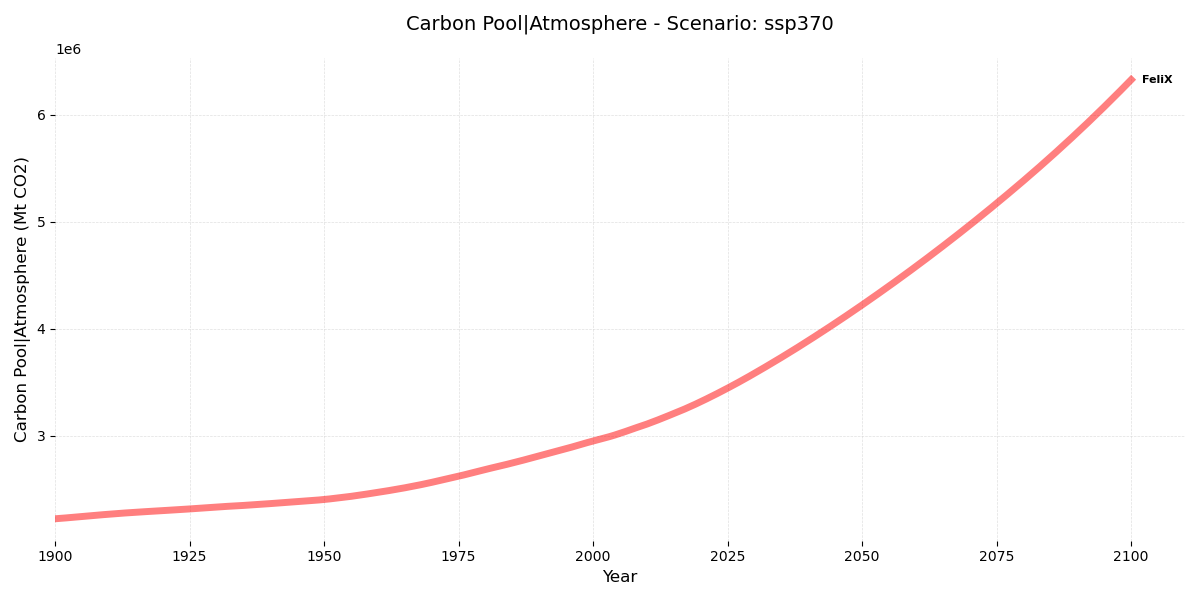 Carbon Pool|Atmosphere - Scenario: ssp370
1e6
6
5
4
3
Carbon Pool|Atmosphere (Mt CO2)
FeliX
1900 1925 1950 1975 2000 2025 2050 2075 2100
Year